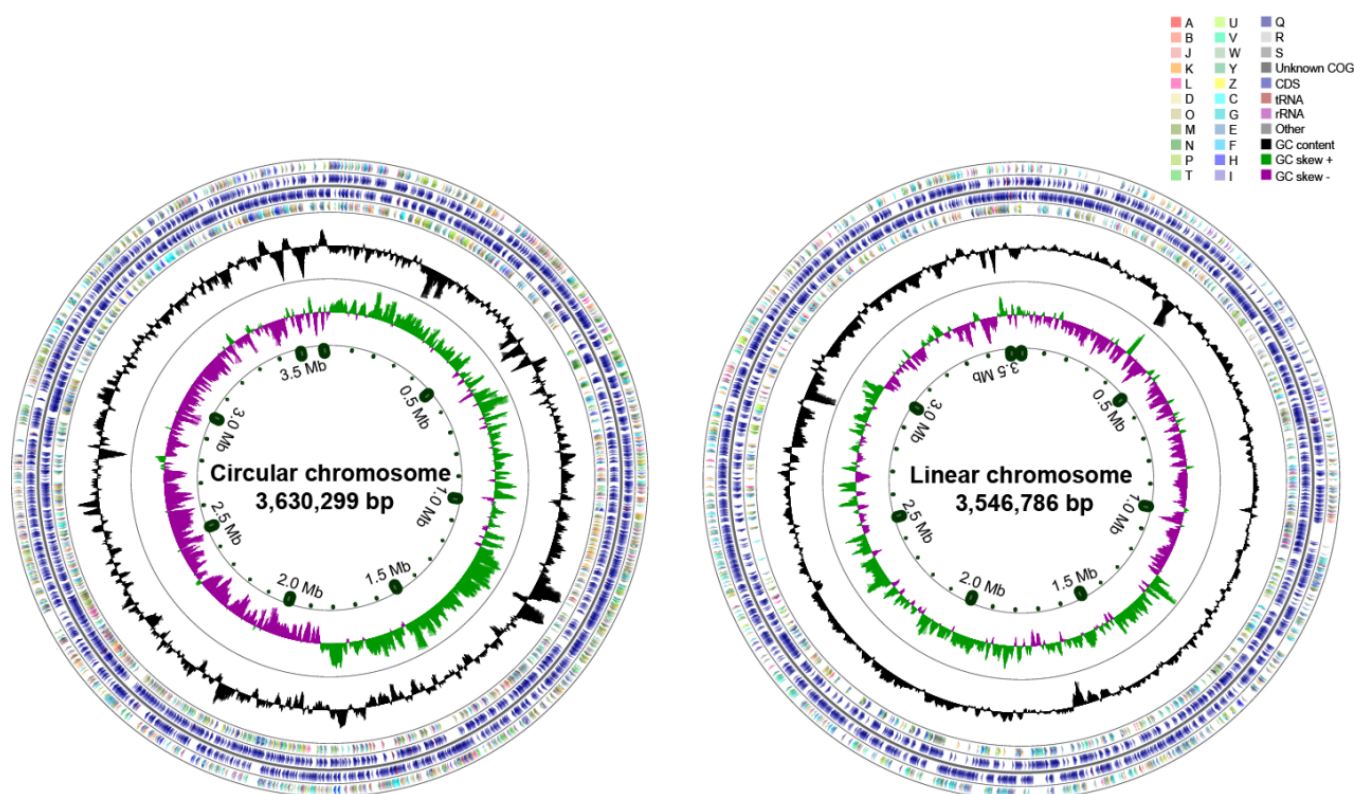 A U Q
B V R
J W S
K Y Unknown COG
L Z CDS
D C tRNA
O G rRNA
M E Other
N F GC content
P H GC skew +
T I GC skew -
3.5 Mb
0.5 Mb
3.0 Mb
Circular chromosome
3,630,299 bp
1.0 Mb
2.5 Mb
1.5 Mb
2.0 Mb
3.5 Mb
0.5 Mb
3.0 Mb
Linear chromosome
3,546,786 bp
1.0 Mb
2.5 Mb
1.5 Mb
2.0 Mb